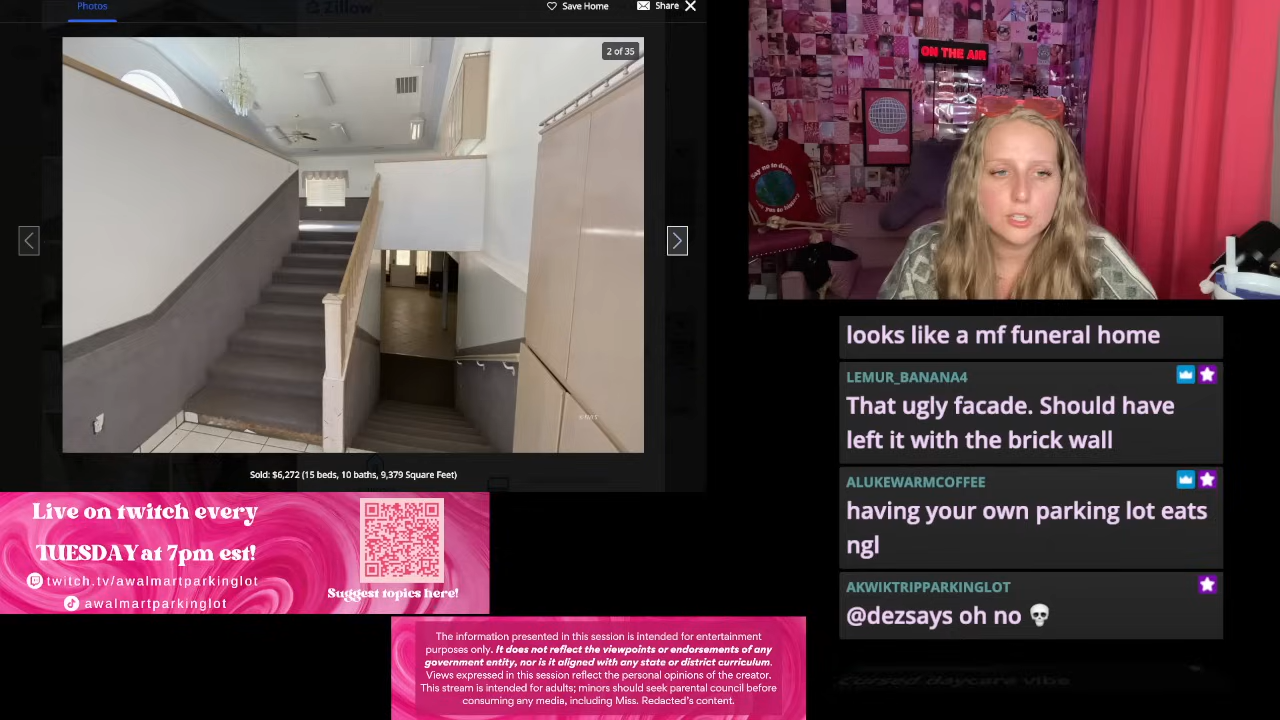 Photos
Zillow
Save Home
Share
2 of 35
ON THE AIR
Sold: $6,272 (15 beds, 10 baths, 9,379 Square Feet)
looks like a mf funeral home
LEMUR_BANANA4
That ugly facade. Should have
left it with the brick wall
ALUKEWARMCOFFEE
having your own parking lot eats
ngl
AKWIKTRIPPARKINGLOT
@dezsays oh no 💀
Cursed daycare vibs
Live on twitch every
TUESDAY at 7pm est!
twitch.tv/awalmartparkinglot
awalmartparkinglot
Suggest topics here!
The information presented in this session is intended for entertainment
purposes only. It does not reflect the viewpoints or endorsements of any
government entity, nor is it aligned with any state or district curriculum.
Views expressed in this session reflect the personal opinions of the creator.
This stream is intended for adults; minors should seek parental council before
consuming any media, including Miss. Redacted's content.